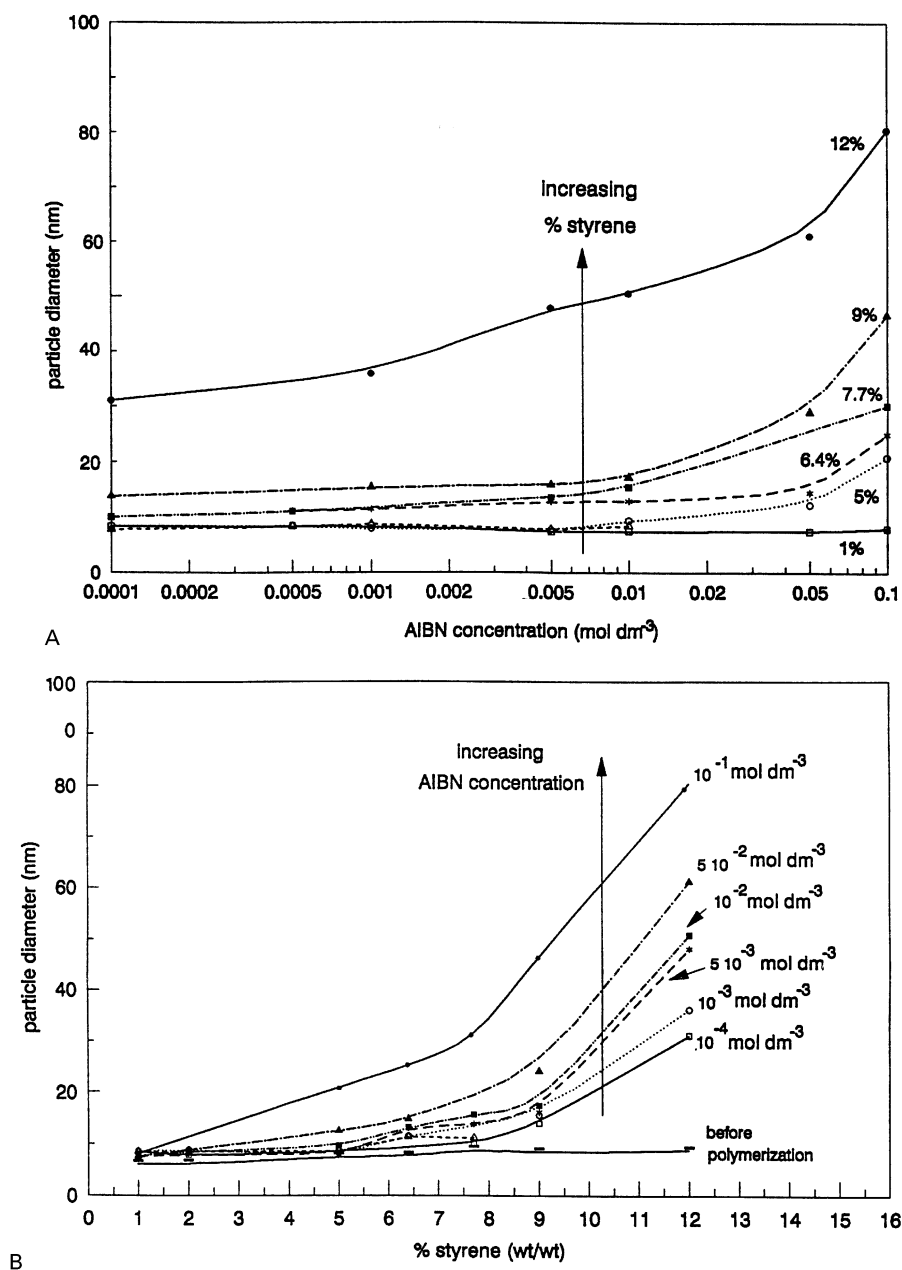 100
80
60
40
20
0
particle diameter (nm)
increasing
% styrene
12%
9%
7.7%
6.4%
5%
1%
0.0001 0.0002 0.0005 0.001 0.002 0.005 0.01 0.02 0.05 0.1
AIBN concentration (mol dm-3)
A
100
0
80
60
40
20
0
particle diameter (nm)
increasing
AIBN concentration
10-1 mol dm-3
5 10-2 mol dm-3
10-2 mol dm-3
5 10-3 mol dm-3
10-3 mol dm-3
10-4 mol dm-3
before
polymerization
0 1 2 3 4 5 6 7 8 9 10 11 12 13 14 15 16
% styrene (wt/wt)
B